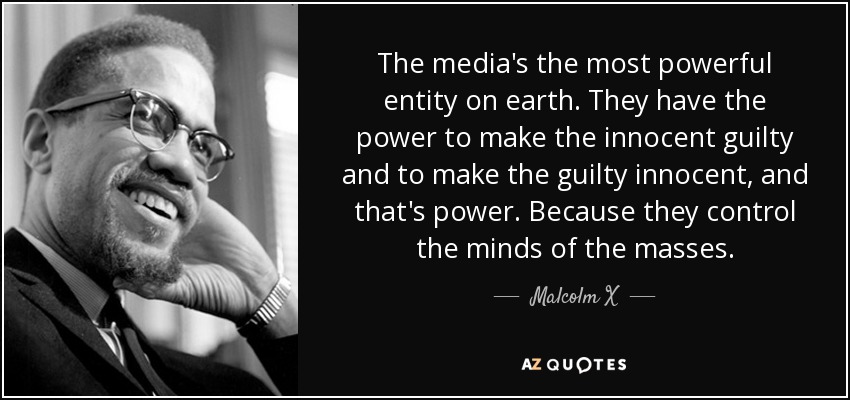 The media's the most powerful
entity on earth. They have the
power to make the innocent guilty
and to make the guilty innocent, and
that's power. Because they control
the minds of the masses.
Malcolm X
AZ QUOTES